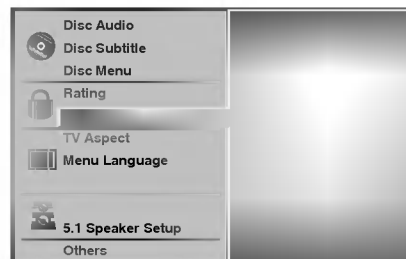 Disc Audio
Disc Subtitle
Disc Menu
Rating
TV Aspect
Menu Language
5.1 Speaker Setup
Others